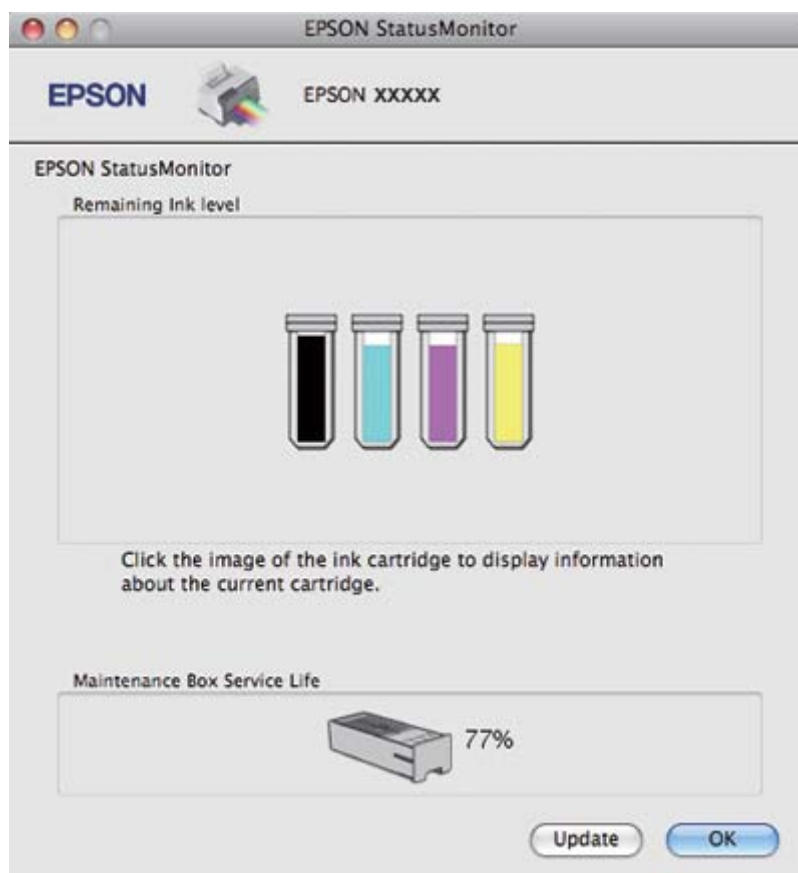 EPSON StatusMonitor
EPSON
EPSON XXXXX
EPSON StatusMonitor
Remaining Ink level
Click the image of the ink cartridge to display information
about the current cartridge.
Maintenance Box Service Life
77%
Update
OK